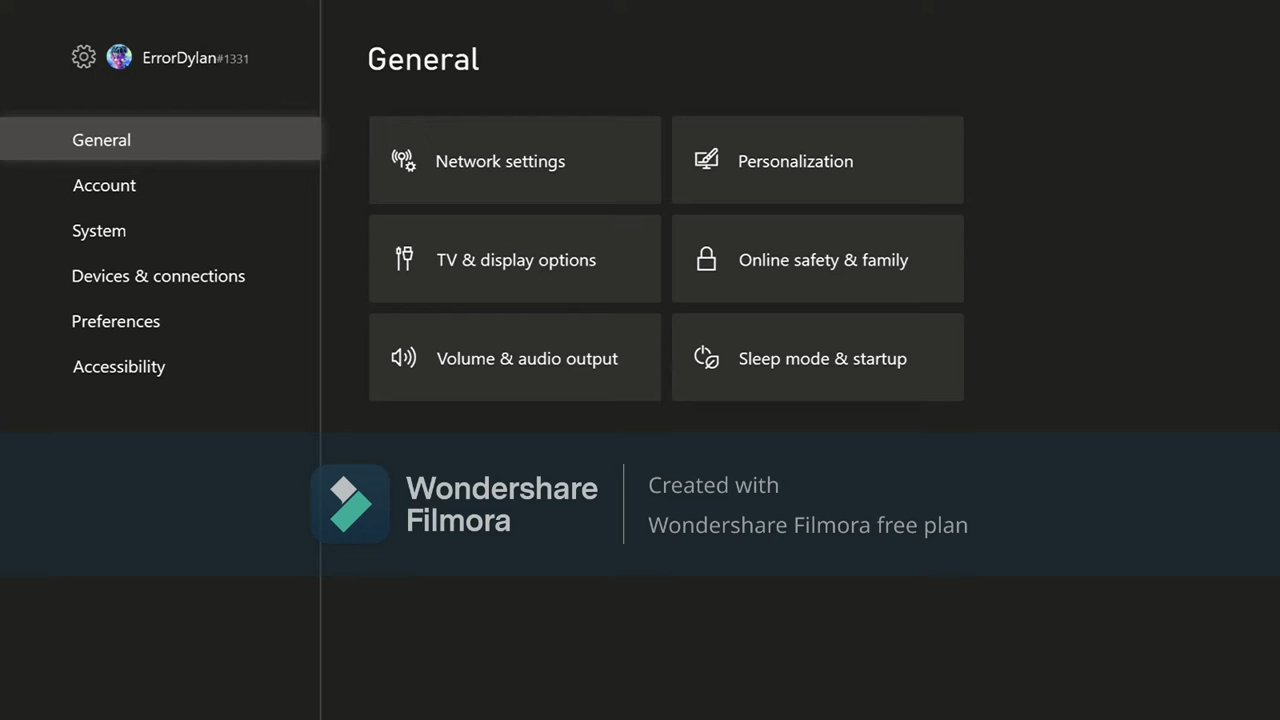 ErrorDylan#1331
General
Account
System
Devices & connections
Preferences
Accessibility
General
Network settings
Personalization
TV & display options
Online safety & family
Volume & audio output
Sleep mode & startup
Wondershare
Filmora
Created with
Wondershare Filmora free plan